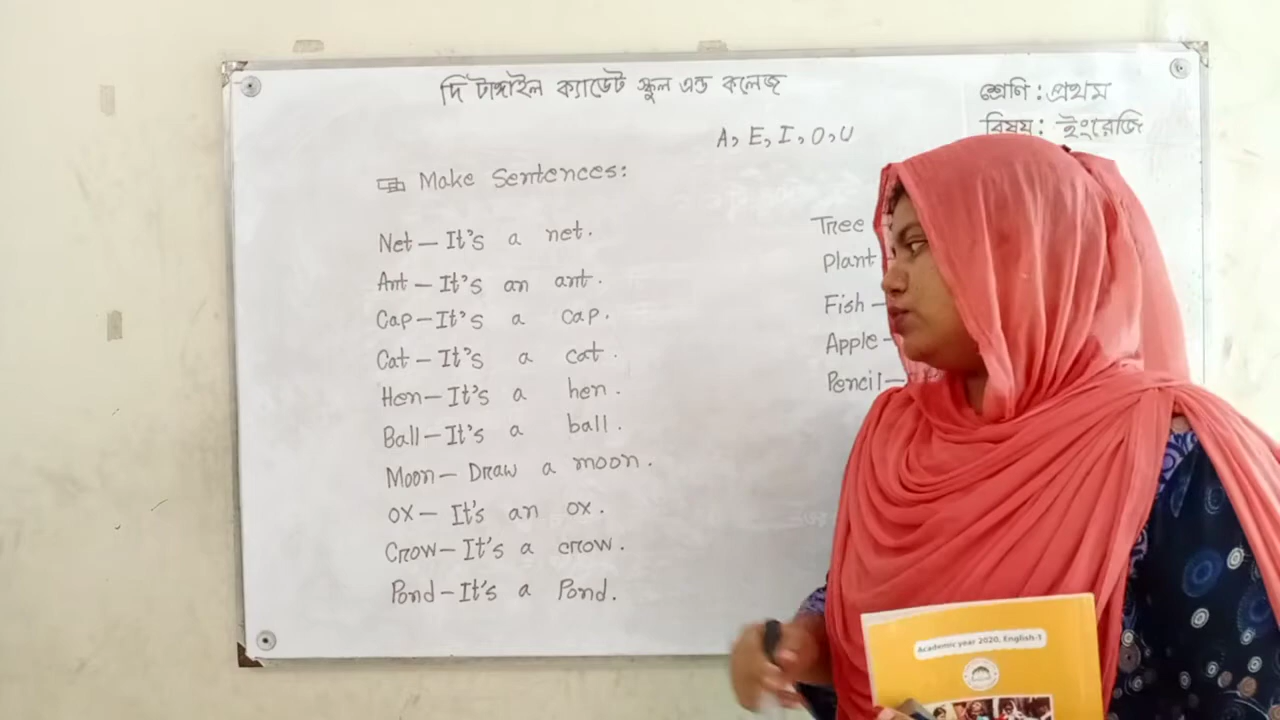 দি টাঙ্গাইল ক্যাডেট স্কুল এন্ড কলেজ
শ্রেণি : প্রথম
বিষয় : ইংরেজি
A, E, I, O, U
Make Sentences:
Net – It's a net.
Ant – It's an ant.
Cap – It's a cap.
Cat – It's a cat.
Hen – It's a hen.
Ball – It's a ball.
Moon – Draw a moon.
Ox – It's an ox.
Crow – It's a crow.
Pond – It's a Pond.
Tree
Plant
Fish –
Apple –
Pencil –
Academic year 2020, English-1